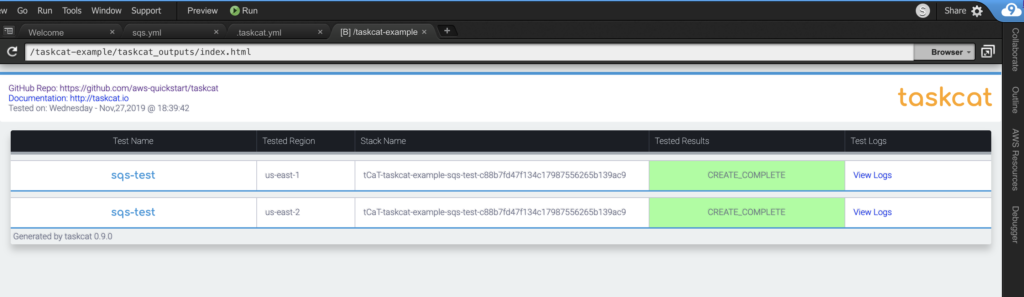 ew Go Run Tools Window Support Preview Run S Share
Welcome sqs.yml .taskcat.yml [B] /taskcat-example
/taskcat-example/taskcat_outputs/index.html Browser
GitHub Repo: https://github.com/aws-quickstart/taskcat
Documentation: http://taskcat.io
Tested on: Wednesday - Nov,27,2019 @ 18:39:42
taskcat
Test Name Tested Region Stack Name Tested Results Test Logs
sqs-test us-east-1 tCaT-taskcat-example-sqs-test-c88b7fd47f134c17987556265b139ac9 CREATE_COMPLETE View Logs
sqs-test us-east-2 tCaT-taskcat-example-sqs-test-c88b7fd47f134c17987556265b139ac9 CREATE_COMPLETE View Logs
Generated by taskcat 0.9.0
Collaborate
Outline
AWS Resources
Debugger